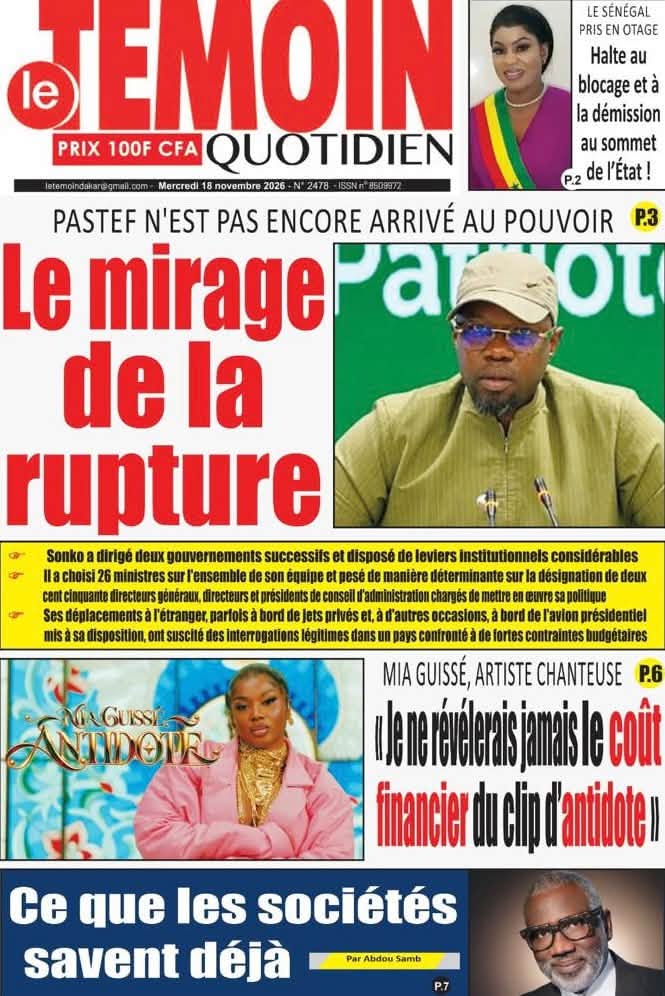 le TEMOIN
PRIX 100F CFA QUOTIDIEN
letemoindakar@gmail.com - Mercredi 18 novembre 2026 - N° 2478 - ISSN n° 8509972
LE SÉNÉGAL
PRIS EN OTAGE
Halte au
blocage et à
la démission
au sommet
de l'État !
P.2
PASTEF N'EST PAS ENCORE ARRIVÉ AU POUVOIR P.3
Le mirage
de la
rupture
Patriot
Sonko a dirigé deux gouvernements successifs et disposé de leviers institutionnels considérables
Il a choisi 26 ministres sur l'ensemble de son équipe et pesé de manière déterminante sur la désignation de deux
cent cinquante directeurs généraux, directeurs et présidents de conseil d'administration chargés de mettre en œuvre sa politique
Ses déplacements à l'étranger, parfois à bord de jets privés et, à d'autres occasions, à bord de l'avion présidentiel
mis à sa disposition, ont suscité des interrogations légitimes dans un pays confronté à de fortes contraintes budgétaires
MIA GUISSÉ
ANTIDOTE
MIA GUISSÉ, ARTISTE CHANTEUSE P.6
« Je ne révélerais jamais le coût
financier du clip d'antidote »
Ce que les sociétés
savent déjà
Par Abdou Samb
P.7